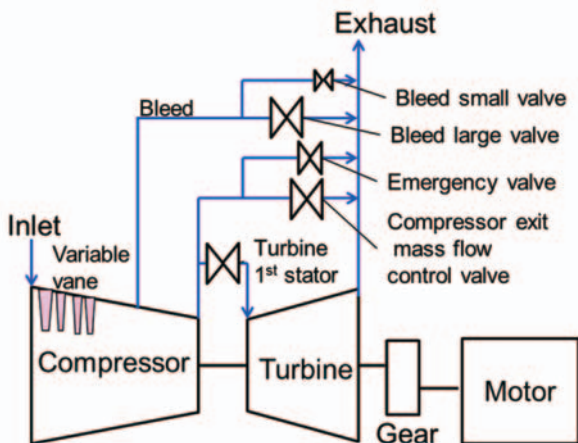 Exhaust
Bleed
Bleed small valve
Bleed large valve
Emergency valve
Compressor exit
mass flow
control valve
Inlet
Variable
vane
Turbine
1st stator
Compressor
Turbine
Gear
Motor